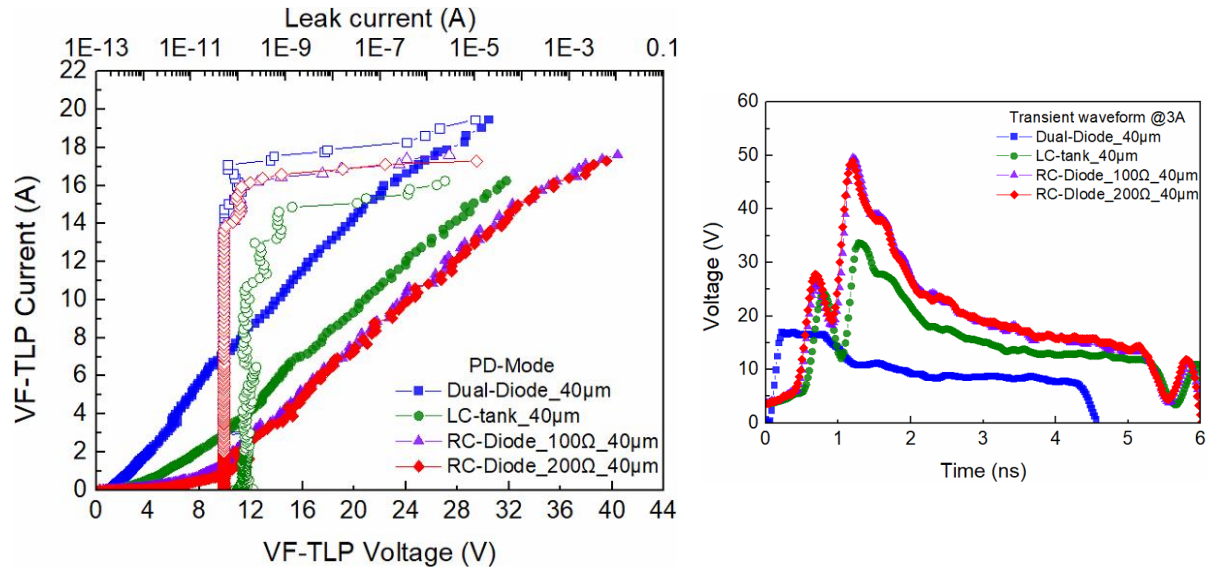 Leak current (A)
1E-13 1E-11 1E-9 1E-7 1E-5 1E-3 0.1
VF-TLP Current (A)
22
20
18
16
14
12
10
8
6
4
2
0
PD-Mode
Dual-Diode_40μm
LC-tank_40μm
RC-Diode_100Ω_40μm
RC-Diode_200Ω_40μm
0 4 8 12 16 20 24 28 32 36 40 44
VF-TLP Voltage (V)
Voltage (V)
60
50
40
30
20
10
0
Transient waveform @3A
Dual-Diode_40μm
LC-tank_40μm
RC-Diode_100Ω_40μm
RC-DIode_200Ω_40μm
0 1 2 3 4 5 6
Time (ns)